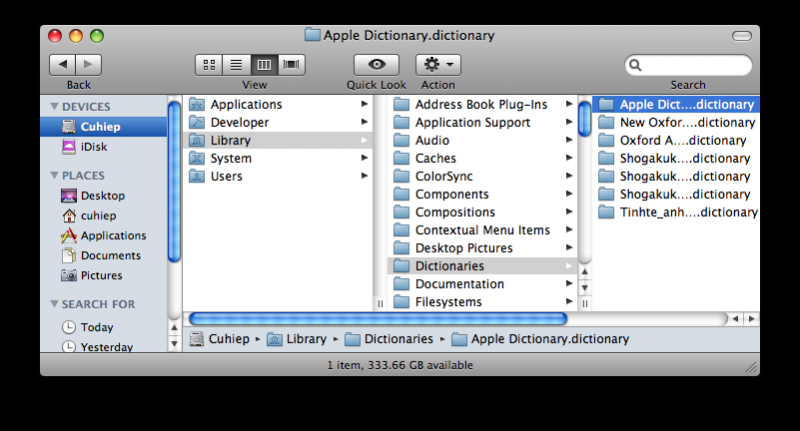 Apple Dictionary.dictionary
Back
View
Quick Look
Action
Search
DEVICES
Cuhiep
iDisk
PLACES
Desktop
cuhiep
Applications
Documents
Pictures
SEARCH FOR
Today
Yesterday
Applications
Developer
Library
System
Users
Address Book Plug-Ins
Application Support
Audio
Caches
ColorSync
Components
Compositions
Contextual Menu Items
Desktop Pictures
Dictionaries
Documentation
Filesystems
Apple Dict....dictionary
New Oxfor...dictionary
Oxford A....dictionary
Shogakuk...dictionary
Shogakuk...dictionary
Shogakuk...dictionary
Tinhte_anh...dictionary
Cuhiep ▸ Library ▸ Dictionaries ▸ Apple Dictionary.dictionary
1 item, 333.66 GB available